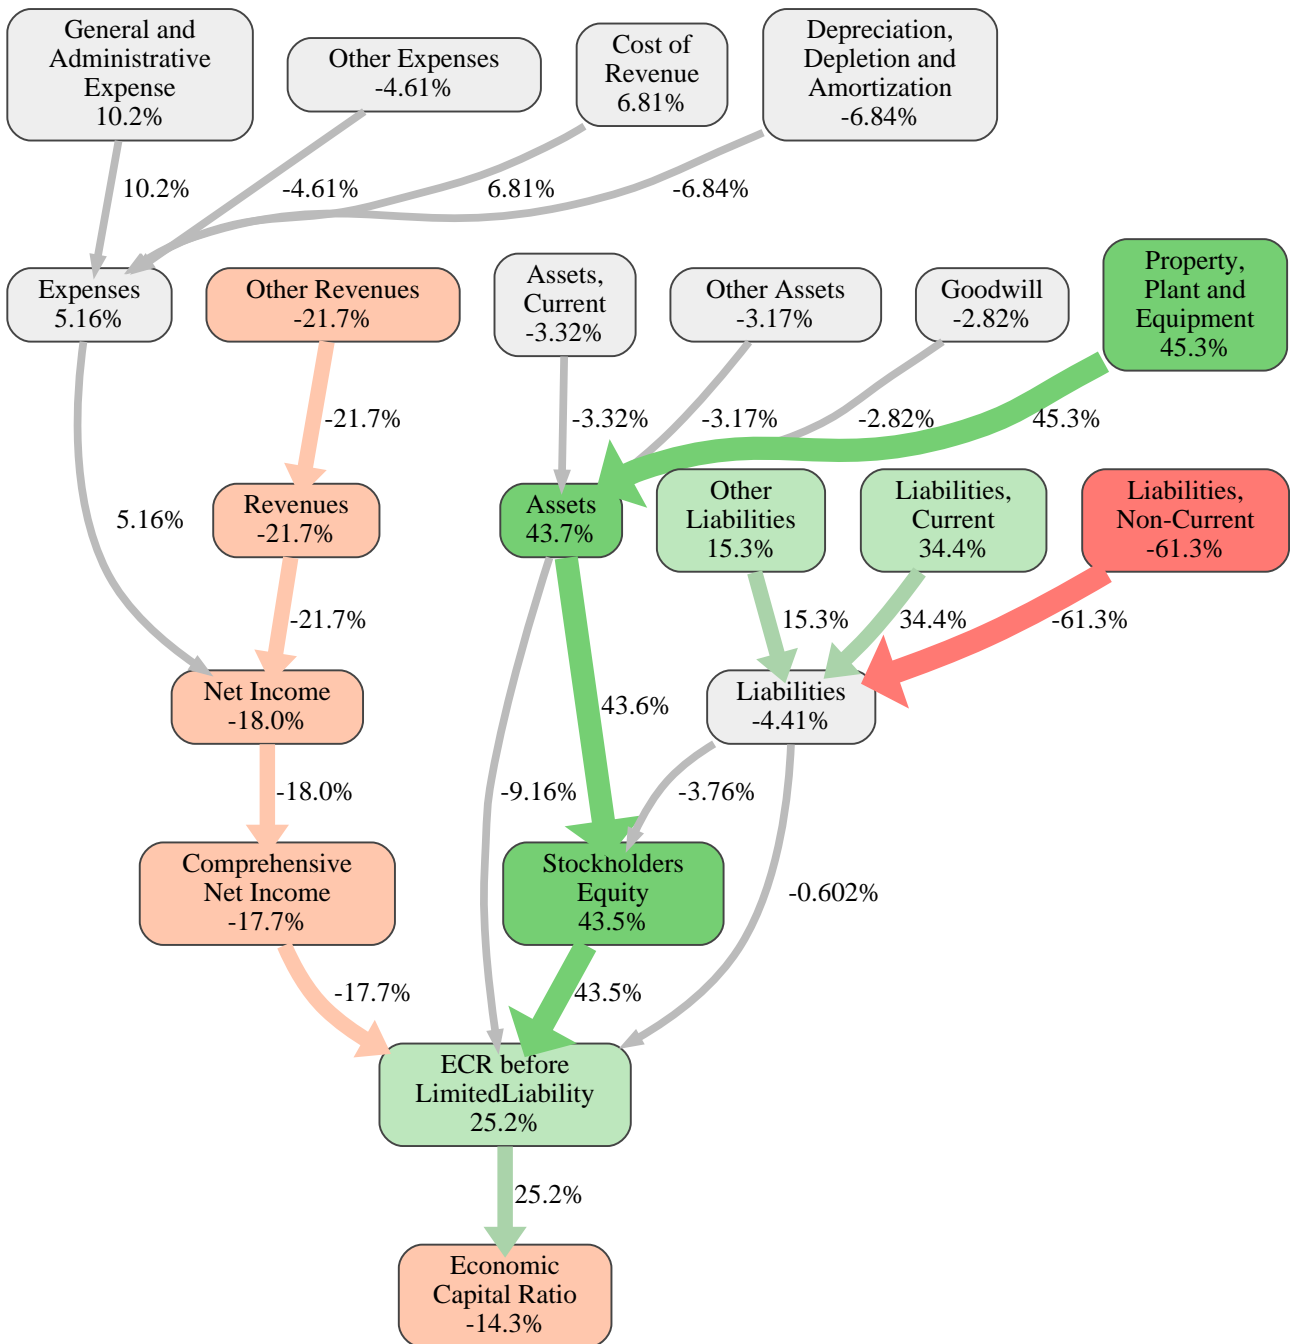 General and
Administrative
Expense
10.2%
Other Expenses
-4.61%
Cost of
Revenue
6.81%
Depreciation,
Depletion and
Amortization
-6.84%
10.2%
-4.61%
6.81%
-6.84%
Expenses
5.16%
Other Revenues
-21.7%
Assets,
Current
-3.32%
Other Assets
-3.17%
Goodwill
-2.82%
Property,
Plant and
Equipment
45.3%
-21.7%
-3.32%
-3.17%
-2.82%
45.3%
Revenues
-21.7%
Assets
43.7%
Other
Liabilities
15.3%
Liabilities,
Current
34.4%
Liabilities,
Non-Current
-61.3%
5.16%
-21.7%
15.3%
34.4%
-61.3%
Net Income
-18.0%
43.6%
Liabilities
-4.41%
-18.0%
-9.16%
-3.76%
Comprehensive
Net Income
-17.7%
Stockholders
Equity
43.5%
-0.602%
-17.7%
43.5%
ECR before
LimitedLiability
25.2%
25.2%
Economic
Capital Ratio
-14.3%